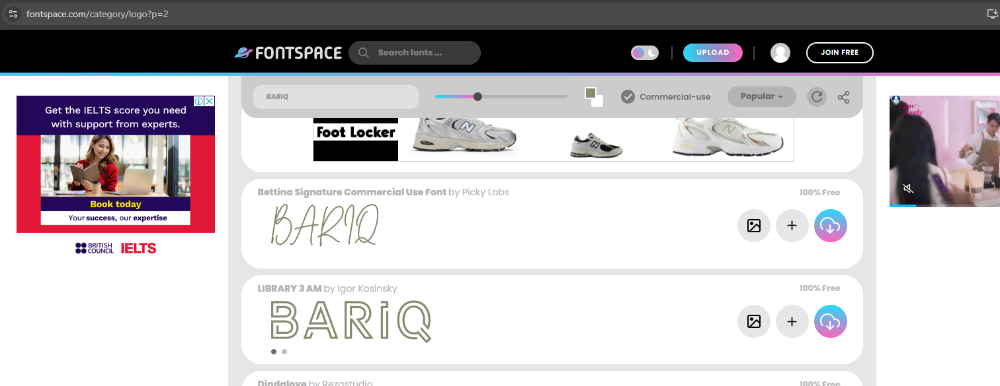 fontspace.com/category/logo?p=2
FONTSPACE
Search fonts ...
UPLOAD
JOIN FREE
Get the IELTS score you need
with support from experts.
Book today
Your success, our expertise
BRITISH
COUNCIL
IELTS
BARIQ
Commercial-use
Popular
Foot Locker
Bettina Signature Commercial Use Font by Picky Labs
100% Free
BARIQ
LIBRARY 3 AM by Igor Kosinsky
100% Free
BARiQ
Dindalove by Rezastudio
100% Free